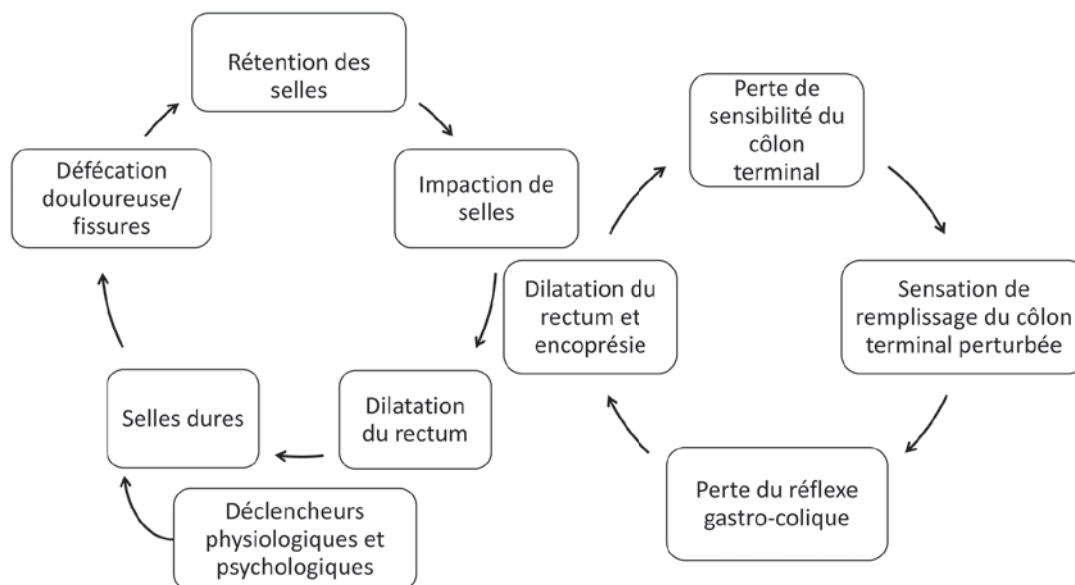 Rétention des
selles
Perte de
sensibilité du
côlon
terminal
Défécation
douloureuse/
fissures
Impaction de
selles
Dilatation du
rectum et
encoprésie
Sensation de
remplissage du côlon
terminal perturbée
Selles dures
Dilatation
du rectum
Perte du réflexe
gastro-colique
Déclencheurs
physiologiques et
psychologiques